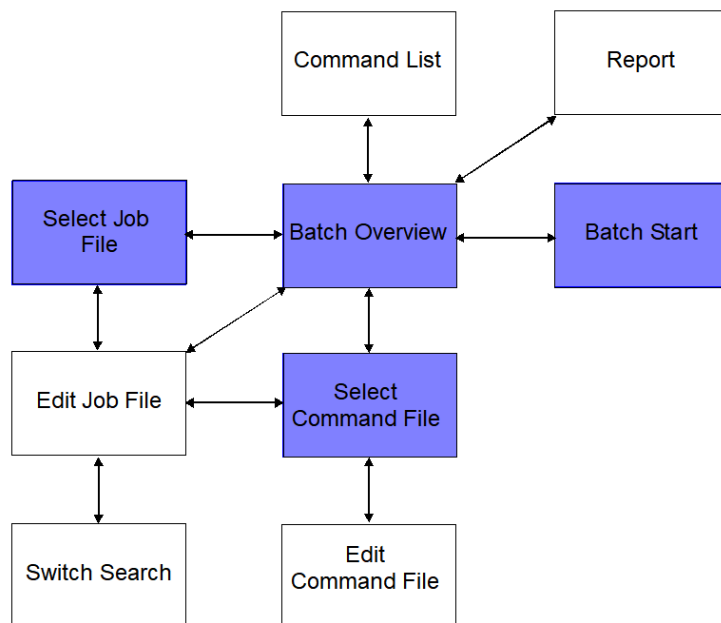 Command List
Report
Select Job
File
Batch Overview
Batch Start
Edit Job File
Select
Command File
Switch Search
Edit
Command File